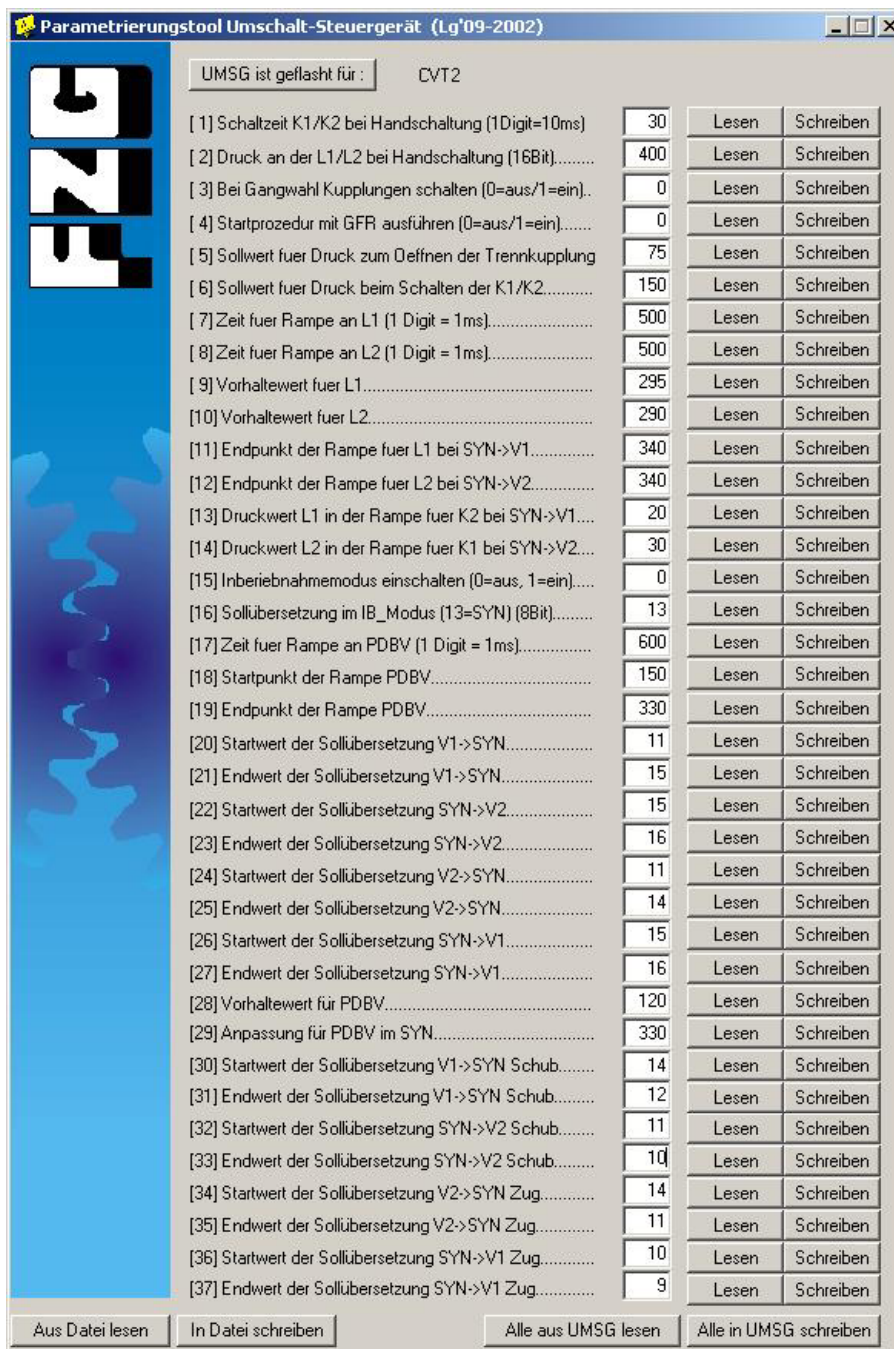 Parametrierungstool Umschalt-Steuergerät (Lg'09-2002)
FZG
UMSG ist geflasht für : CVT2
[ 1] Schaltzeit K1/K2 bei Handschaltung (1Digit=10ms) 30 Lesen Schreiben
[ 2] Druck an der L1/L2 bei Handschaltung (16Bit)......... 400 Lesen Schreiben
[ 3] Bei Gangwahl Kupplungen schalten (0=aus/1=ein).. 0 Lesen Schreiben
[ 4] Startprozedur mit GFR ausführen (0=aus/1=ein)....... 0 Lesen Schreiben
[ 5] Sollwert fuer Druck zum Oeffnen der Trennkupplung 75 Lesen Schreiben
[ 6] Sollwert fuer Druck beim Schalten der K1/K2........... 150 Lesen Schreiben
[ 7] Zeit fuer Rampe an L1 (1 Digit = 1ms)....................... 500 Lesen Schreiben
[ 8] Zeit fuer Rampe an L2 (1 Digit = 1ms)....................... 500 Lesen Schreiben
[ 9] Vorhaltewert fuer L1.................................................. 295 Lesen Schreiben
[10] Vorhaltewert fuer L2................................................. 290 Lesen Schreiben
[11] Endpunkt der Rampe fuer L1 bei SYN->V1.............. 340 Lesen Schreiben
[12] Endpunkt der Rampe fuer L2 bei SYN->V2.............. 340 Lesen Schreiben
[13] Druckwert L1 in der Rampe fuer K2 bei SYN->V1.... 20 Lesen Schreiben
[14] Druckwert L2 in der Rampe fuer K1 bei SYN->V2.... 30 Lesen Schreiben
[15] Inberiebnahmemodus einschalten (0=aus, 1=ein)..... 0 Lesen Schreiben
[16] Sollübersetzung im IB_Modus (13=SYN) (8Bit)......... 13 Lesen Schreiben
[17] Zeit fuer Rampe an PDBV (1 Digit = 1ms)................ 600 Lesen Schreiben
[18] Startpunkt der Rampe PDBV.................................... 150 Lesen Schreiben
[19] Endpunkt der Rampe PDBV..................................... 330 Lesen Schreiben
[20] Startwert der Sollübersetzung V1->SYN................... 11 Lesen Schreiben
[21] Endwert der Sollübersetzung V1->SYN.................... 15 Lesen Schreiben
[22] Startwert der Sollübersetzung SYN->V2................... 15 Lesen Schreiben
[23] Endwert der Sollübersetzung SYN->V2.................... 16 Lesen Schreiben
[24] Startwert der Sollübersetzung V2->SYN................... 11 Lesen Schreiben
[25] Endwert der Sollübersetzung V2->SYN.................... 14 Lesen Schreiben
[26] Startwert der Sollübersetzung SYN->V1................... 15 Lesen Schreiben
[27] Endwert der Sollübersetzung SYN->V1.................... 16 Lesen Schreiben
[28] Vorhaltewert für PDBV............................................. 120 Lesen Schreiben
[29] Anpassung für PDBV im SYN................................... 330 Lesen Schreiben
[30] Startwert der Sollübersetzung V1->SYN Schub........ 14 Lesen Schreiben
[31] Endwert der Sollübersetzung V1->SYN Schub......... 12 Lesen Schreiben
[32] Startwert der Sollübersetzung SYN->V2 Schub........ 11 Lesen Schreiben
[33] Endwert der Sollübersetzung SYN->V2 Schub......... 10 Lesen Schreiben
[34] Startwert der Sollübersetzung V2->SYN Zug............ 14 Lesen Schreiben
[35] Endwert der Sollübersetzung V2->SYN Zug............. 11 Lesen Schreiben
[36] Startwert der Sollübersetzung SYN->V1 Zug............ 10 Lesen Schreiben
[37] Endwert der Sollübersetzung SYN->V1 Zug............. 9 Lesen Schreiben
Aus Datei lesen In Datei schreiben Alle aus UMSG lesen Alle in UMSG schreiben